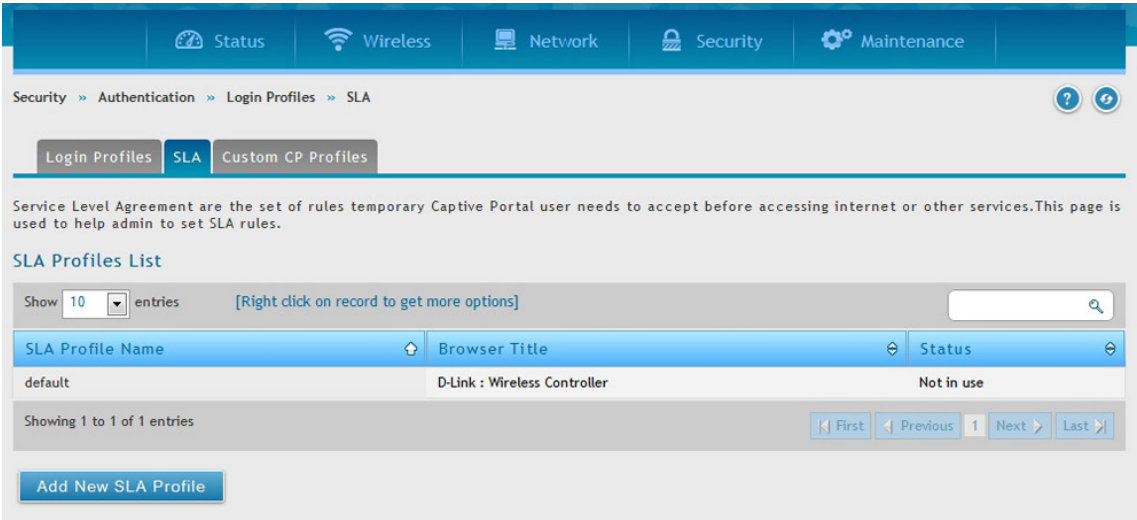 Status Wireless Network Security Maintenance
Security » Authentication » Login Profiles » SLA
Login Profiles SLA Custom CP Profiles
Service Level Agreement are the set of rules temporary Captive Portal user needs to accept before accessing internet or other services.This page is
used to help admin to set SLA rules.
SLA Profiles List
Show 10 entries [Right click on record to get more options]
SLA Profile Name Browser Title Status
default D-Link : Wireless Controller Not in use
Showing 1 to 1 of 1 entries First Previous 1 Next Last
Add New SLA Profile